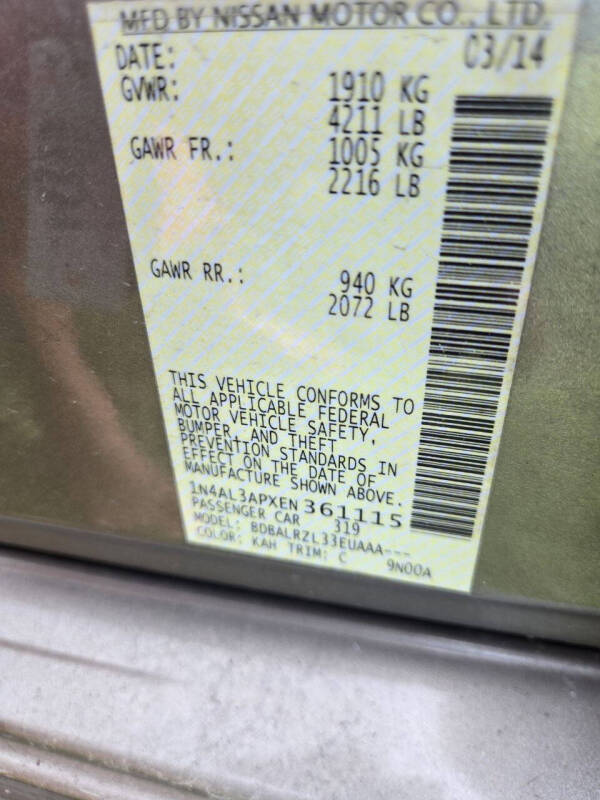 MFD BY NISSAN MOTOR CO., LTD.
DATE: 03/14
GVWR: 1910 KG
4211 LB
GAWR FR.: 1005 KG
2216 LB
GAWR RR.: 940 KG
2072 LB
THIS VEHICLE CONFORMS TO
ALL APPLICABLE FEDERAL
MOTOR VEHICLE SAFETY,
BUMPER, AND THEFT
PREVENTION STANDARDS IN
EFFECT ON THE DATE OF
MANUFACTURE SHOWN ABOVE.
1N4AL3APXEN 361115
PASSENGER CAR 319
MODEL: BDBALRZL33EUAAA---
COLOR: KAH TRIM: C 9N00A